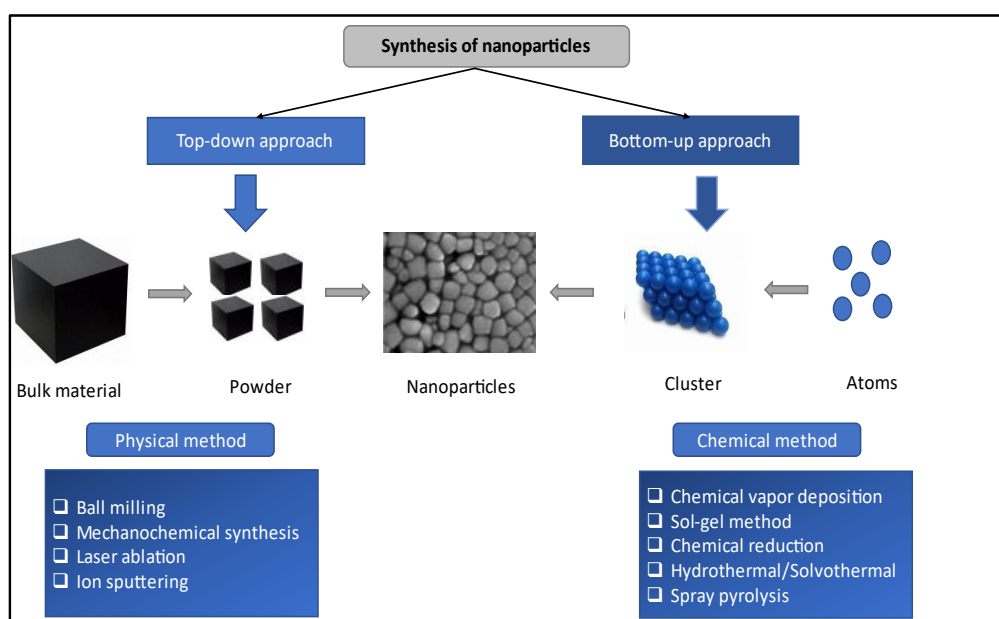 Synthesis of nanoparticles
Top-down approach
Bottom-up approach
Bulk material
Powder
Nanoparticles
Cluster
Atoms
Physical method
Chemical method
Ball milling
Mechanochemical synthesis
Laser ablation
Ion sputtering
Chemical vapor deposition
Sol-gel method
Chemical reduction
Hydrothermal/Solvothermal
Spray pyrolysis